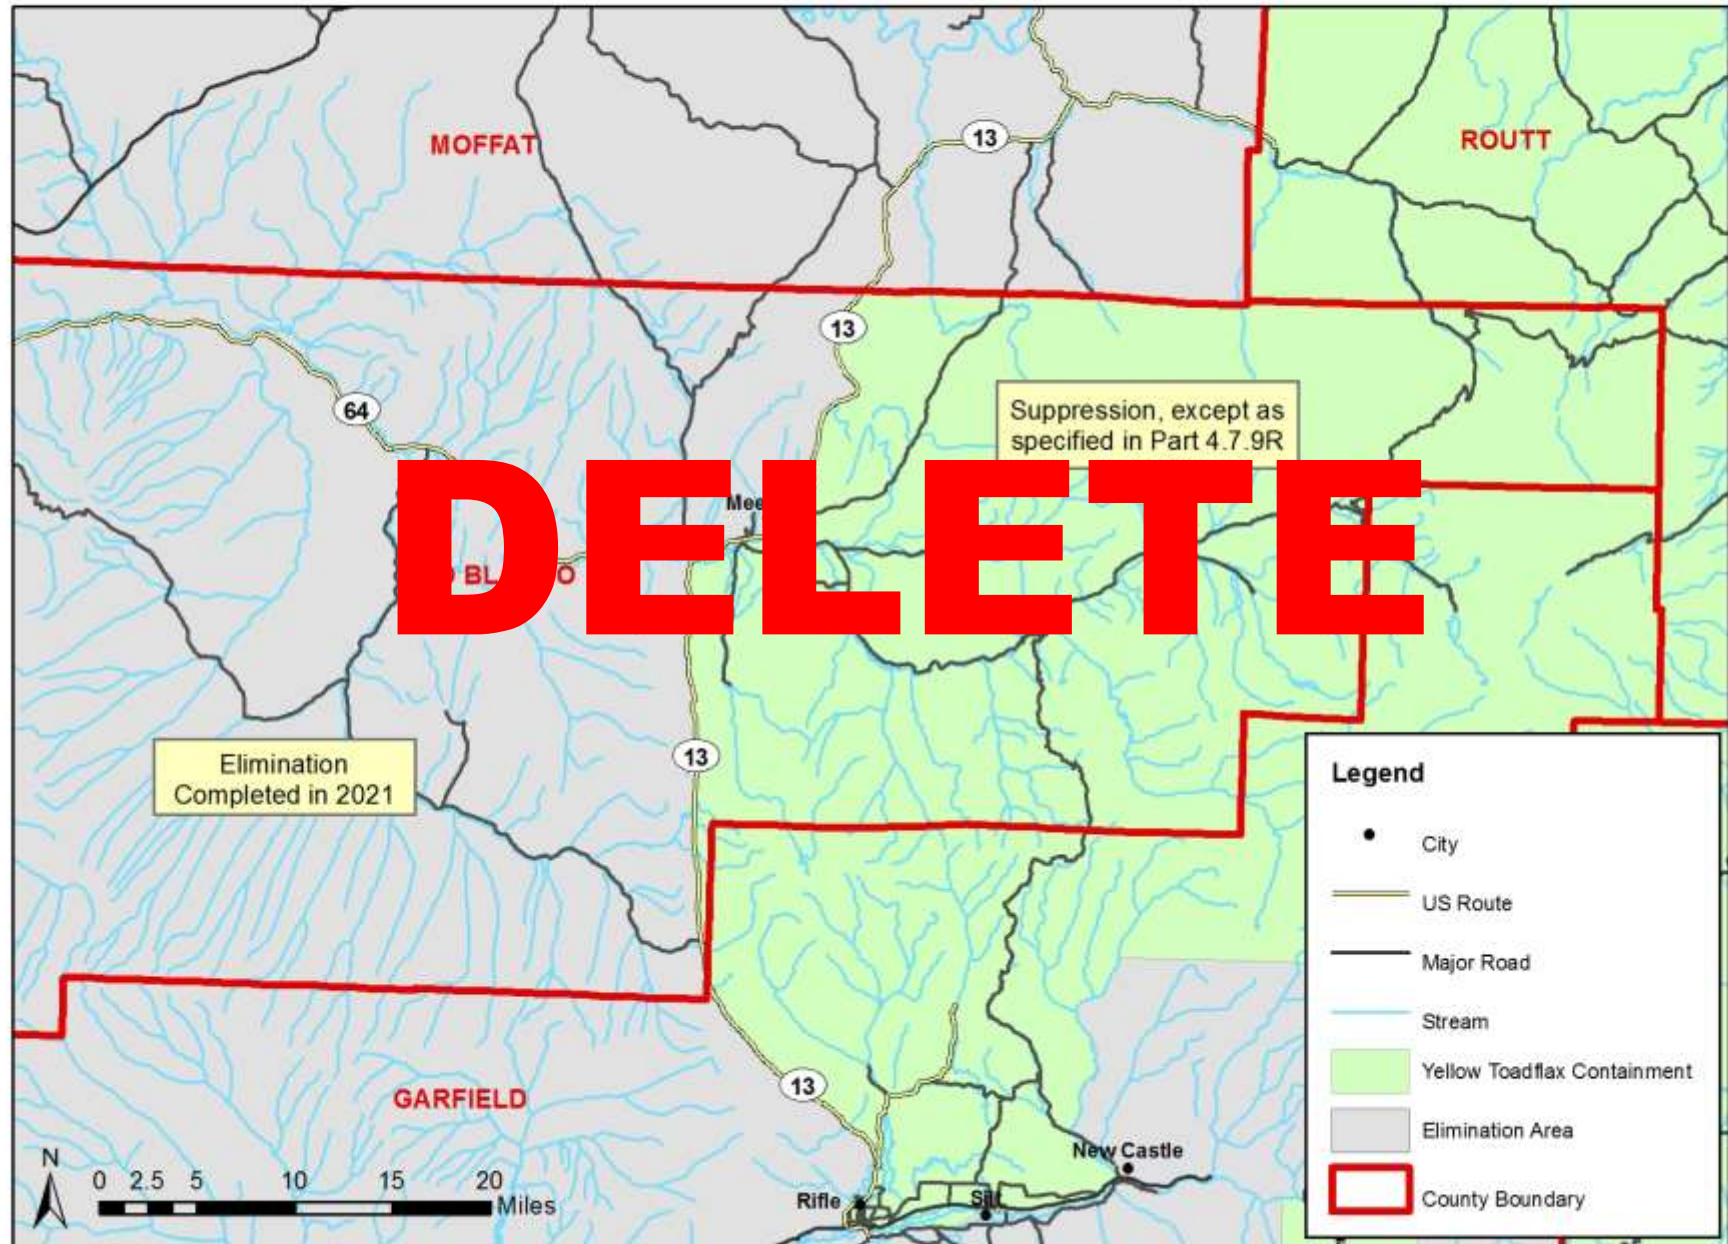 MOFFAT
13
ROUTT
13
64
Suppression, except as
specified in Part 4.7.9R
DELETE
13
Elimination
Completed in 2021
Legend
City
US Route
Major Road
Stream
Yellow Toadflax Containment
Elimination Area
County Boundary
13
GARFIELD
N
0 2.5 5 10 15 20
Miles
New Castle
Rifle
Silt